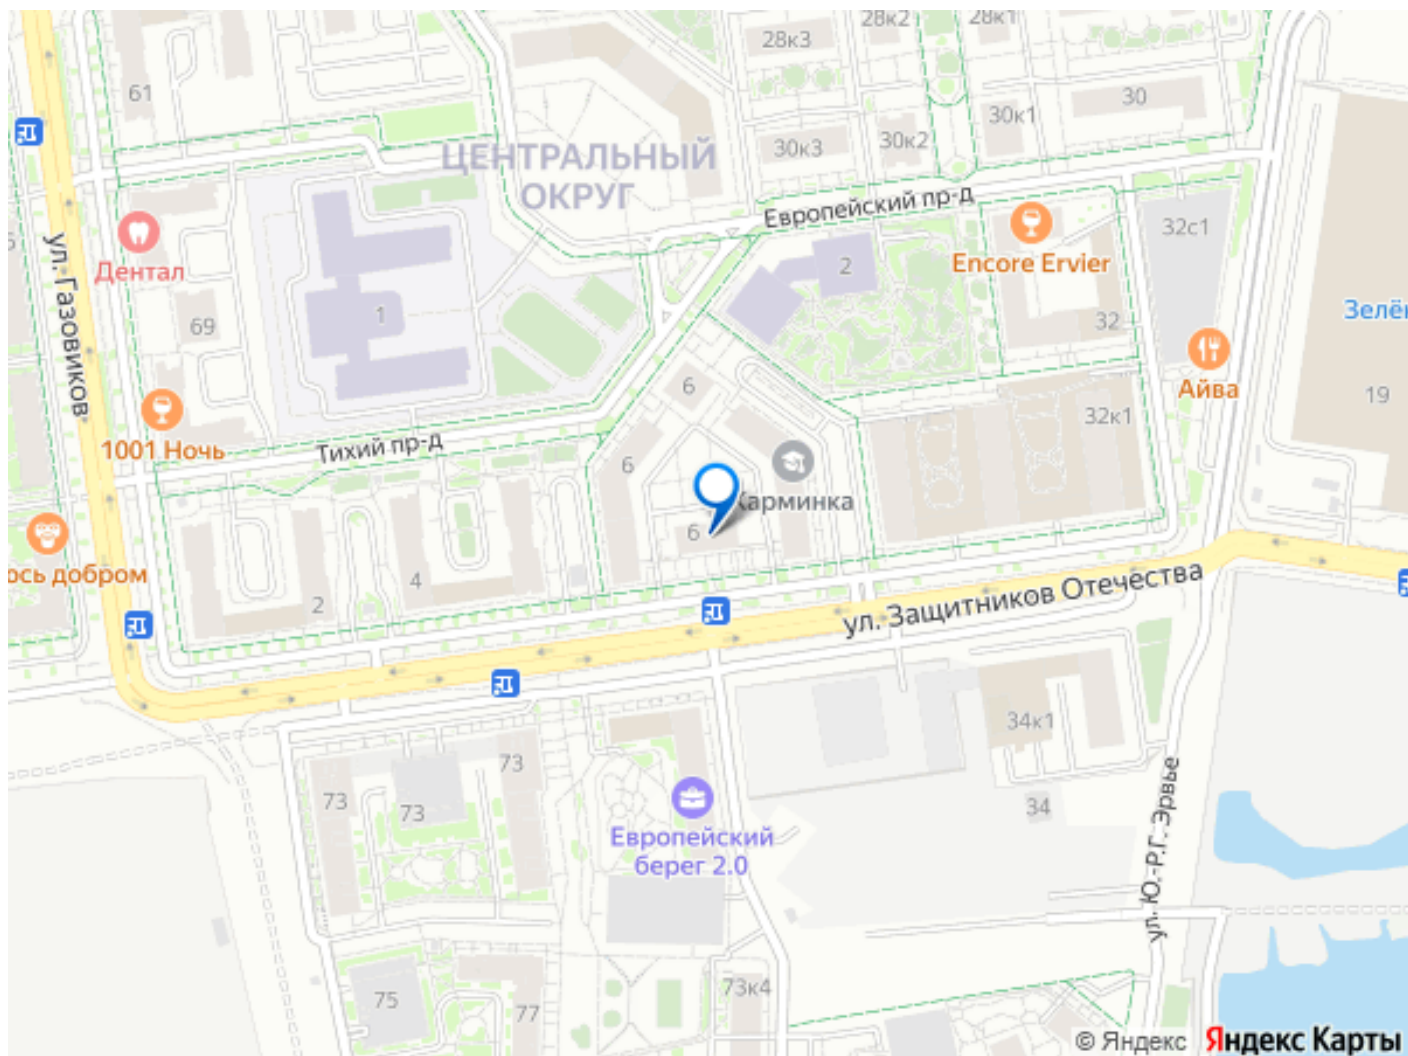 28к2
28к1
28к3
61
30
30к1
30к2
30к3
ЦЕНТРАЛЬНЫЙ
ОКРУГ
Европейский пр-д
32с1
Дентал
ул. Газовиков
2
Encore Ervier
1
69
32
Зелён
Айва
19
6
32к1
1001 Ночь
Тихий пр-д
6
Карминка
6
ось добром
4
2
ул. Защитников Отечества
34к1
73
73
73
34
Европейский
берег 2.0
ул. Ю.-Р.Г. Эрвье
75
77
73к4
© Яндекс
Яндекс Карты